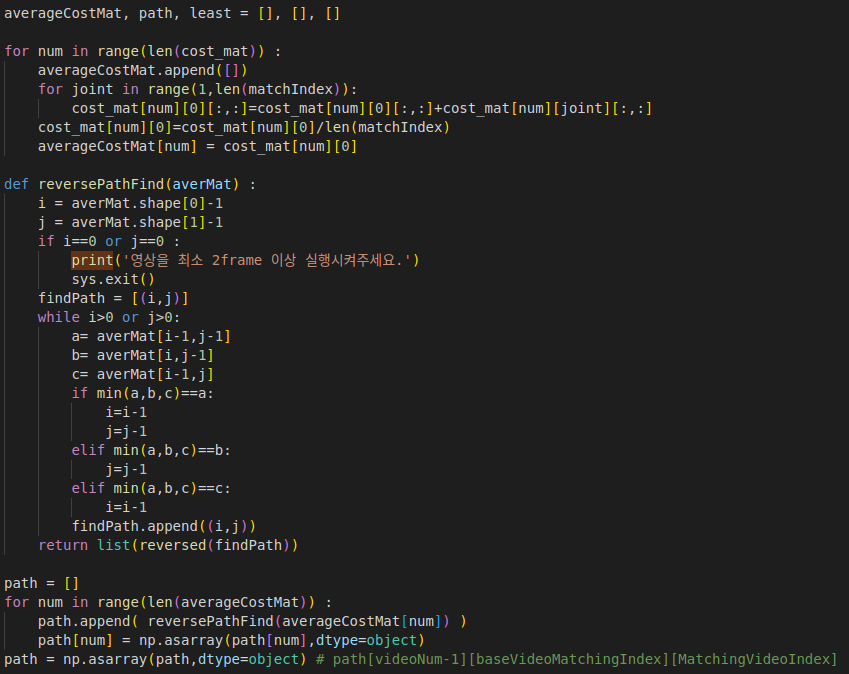 averageCostMat, path, least = [], [], []

for num in range(len(cost_mat)) :
    averageCostMat.append([])
    for joint in range(1,len(matchIndex)):
        cost_mat[num][0][:,:]=cost_mat[num][0][:,:]+cost_mat[num][joint][:,:]
    cost_mat[num][0]=cost_mat[num][0]/len(matchIndex)
    averageCostMat[num] = cost_mat[num][0]

def reversePathFind(averMat) :
    i = averMat.shape[0]-1
    j = averMat.shape[1]-1
    if i==0 or j==0 :
        print('영상을 최소 2frame 이상 실행시켜주세요.')
        sys.exit()
    findPath = [(i,j)]
    while i>0 or j>0:
        a= averMat[i-1,j-1]
        b= averMat[i,j-1]
        c= averMat[i-1,j]
        if min(a,b,c)==a:
            i=i-1
            j=j-1
        elif min(a,b,c)==b:
            j=j-1
        elif min(a,b,c)==c:
            i=i-1
        findPath.append((i,j))
    return list(reversed(findPath))

path = []
for num in range(len(averageCostMat)) :
    path.append( reversePathFind(averageCostMat[num]) )
    path[num] = np.asarray(path[num],dtype=object)
path = np.asarray(path,dtype=object) # path[videoNum-1][baseVideoMatchingIndex][MatchingVideoIndex]